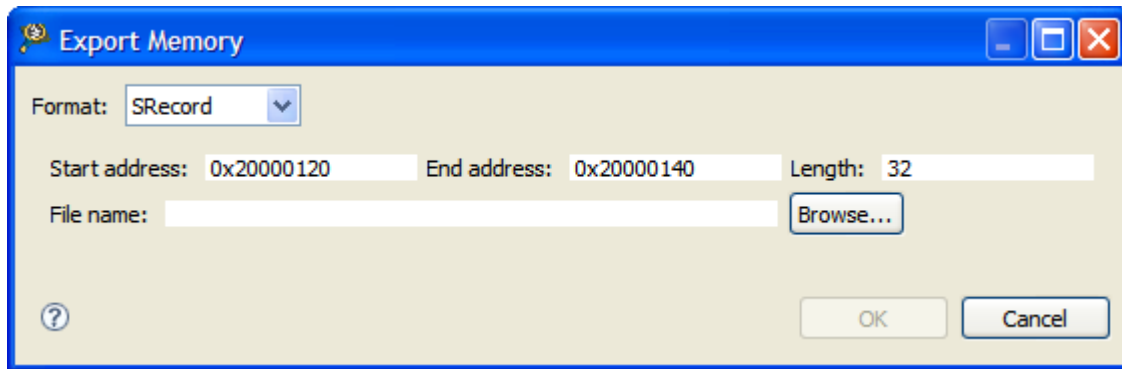 Export Memory
Format: SRecord
Start address: 0x20000120 End address: 0x20000140 Length: 32
File name: Browse...
? OK Cancel